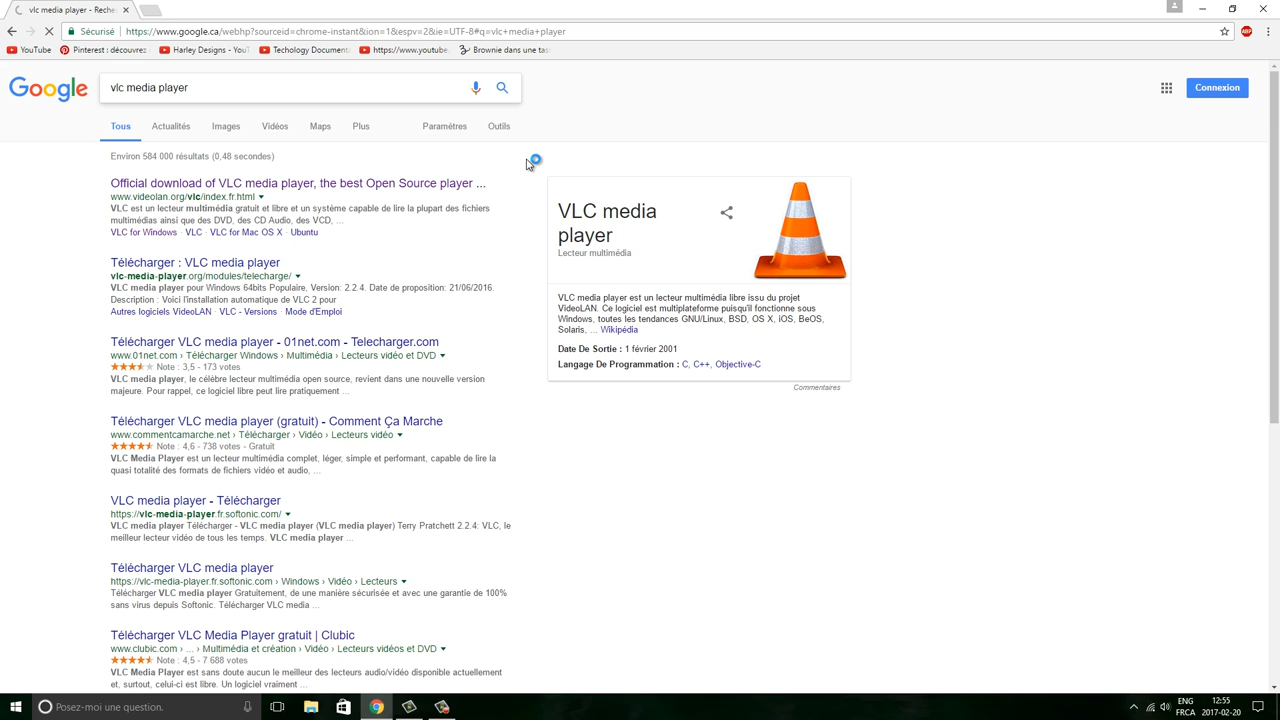 vlc media player - Reche
Sécurisé https://www.google.ca/webhp?sourceid=chrome-instant&ion=1&espv=2&ie=UTF-8#q=vlc+media+player
YouTube Pinterest : découvrez Harley Designs - YouT Techology Documenta https://www.youtube. Brownie dans une tas
Google vlc media player Connexion
Tous Actualités Images Vidéos Maps Plus Paramètres Outils
Environ 584 000 résultats (0,48 secondes)
Official download of VLC media player, the best Open Source player ...
www.videolan.org/vlc/index.fr.html
VLC est un lecteur multimédia gratuit et libre et un système capable de lire la plupart des fichiers
multimédias ainsi que des DVD, des CD Audio, des VCD, ...
VLC for Windows · VLC · VLC for Mac OS X · Ubuntu
Télécharger : VLC media player
vlc-media-player.org/modules/telecharge/
VLC media player pour Windows 64bits Populaire. Version: 2.2.4. Date de proposition: 21/06/2016.
Description : Voici l'installation automatique de VLC 2 pour
Autres logiciels VideoLAN · VLC - Versions · Mode d'Emploi
Télécharger VLC media player - 01net.com - Telecharger.com
www.01net.com › Télécharger Windows › Multimédia › Lecteurs vidéo et DVD
Note : 3,5 - 173 votes
VLC media player, le célèbre lecteur multimédia open source, revient dans une nouvelle version
majeure. Pour rappel, ce logiciel libre peut lire pratiquement ...
Télécharger VLC media player (gratuit) - Comment Ça Marche
www.commentcamarche.net › Télécharger › Vidéo › Lecteurs vidéo
Note : 4,6 - 738 votes - Gratuit
VLC Media Player est un lecteur multimédia complet, léger, simple et performant, capable de lire la
quasi totalité des formats de fichiers vidéo et audio, ...
VLC media player - Télécharger
https://vlc-media-player.fr.softonic.com/
VLC media player Télécharger - VLC media player (VLC media player) Terry Pratchett 2.2.4: VLC, le
meilleur lecteur vidéo de tous les temps. VLC media player ...
Télécharger VLC media player
https://vlc-media-player.fr.softonic.com › Windows › Vidéo › Lecteurs
Télécharger VLC media player Gratuitement, de une manière sécurisée et avec une garantie de 100%
sans virus depuis Softonic. Télécharger VLC media ...
Télécharger VLC Media Player gratuit | Clubic
www.clubic.com › ... › Multimédia et création › Vidéo › Lecteurs vidéos et DVD
Note : 4,5 - 7 688 votes
VLC Media Player est sans doute aucun le meilleur des lecteurs audio/vidéo disponible actuellement
et, surtout, celui-ci est libre. Un logiciel vraiment ...
VLC media
player
Lecteur multimédia
VLC media player est un lecteur multimédia libre issu du projet
VideoLAN. Ce logiciel est multiplateforme puisqu'il fonctionne sous
Windows, toutes les tendances GNU/Linux, BSD, OS X, iOS, BeOS,
Solaris, ... Wikipédia
Date De Sortie : 1 février 2001
Langage De Programmation : C, C++, Objective-C
Commentaires
Posez-moi une question.
ENG 12:55
FRCA 2017-02-20
ABP